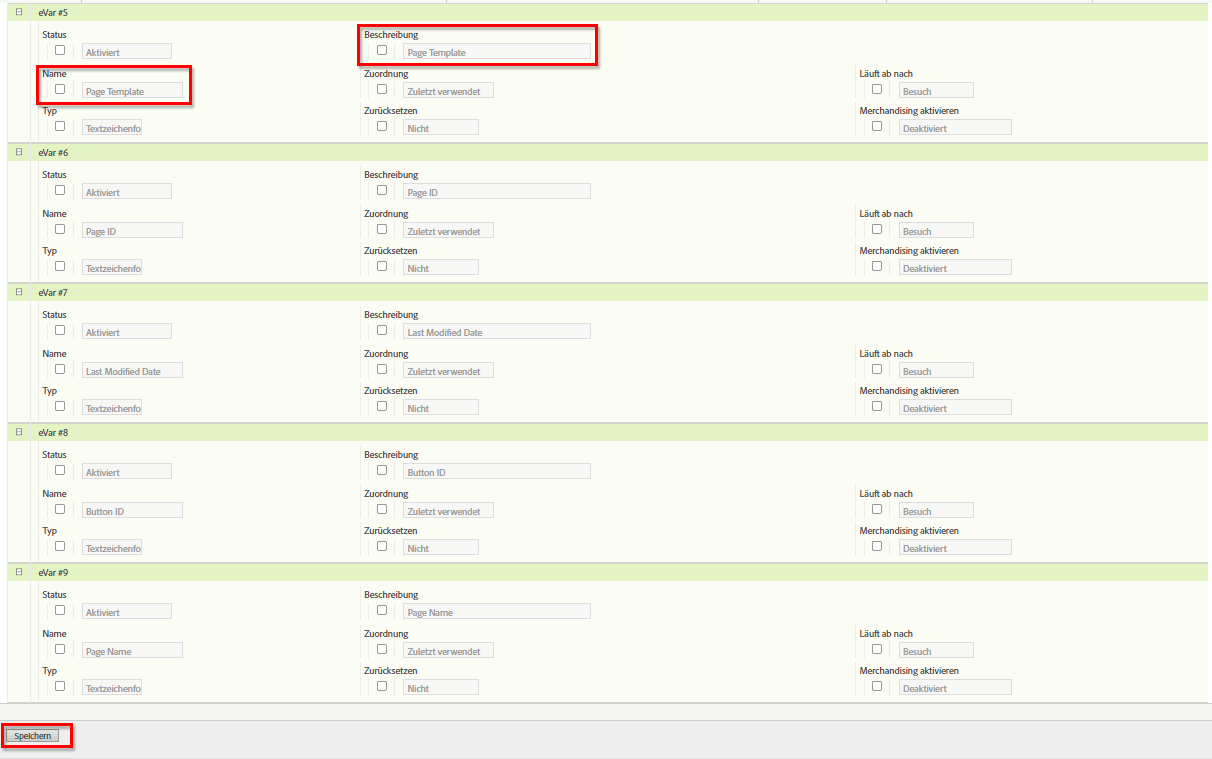 eVar #5
Status Beschreibung
Aktiviert Page Template
Name Zuordnung Läuft ab nach
Page Template Zuletzt verwendet Besuch
Typ Zurücksetzen Merchandising aktivieren
Textzeichenfo Nicht Deaktiviert
eVar #6
Status Beschreibung
Aktiviert Page ID
Name Zuordnung Läuft ab nach
Page ID Zuletzt verwendet Besuch
Typ Zurücksetzen Merchandising aktivieren
Textzeichenfo Nicht Deaktiviert
eVar #7
Status Beschreibung
Aktiviert Last Modified Date
Name Zuordnung Läuft ab nach
Last Modified Date Zuletzt verwendet Besuch
Typ Zurücksetzen Merchandising aktivieren
Textzeichenfo Nicht Deaktiviert
eVar #8
Status Beschreibung
Aktiviert Button ID
Name Zuordnung Läuft ab nach
Button ID Zuletzt verwendet Besuch
Typ Zurücksetzen Merchandising aktivieren
Textzeichenfo Nicht Deaktiviert
eVar #9
Status Beschreibung
Aktiviert Page Name
Name Zuordnung Läuft ab nach
Page Name Zuletzt verwendet Besuch
Typ Zurücksetzen Merchandising aktivieren
Textzeichenfo Nicht Deaktiviert
Speichern